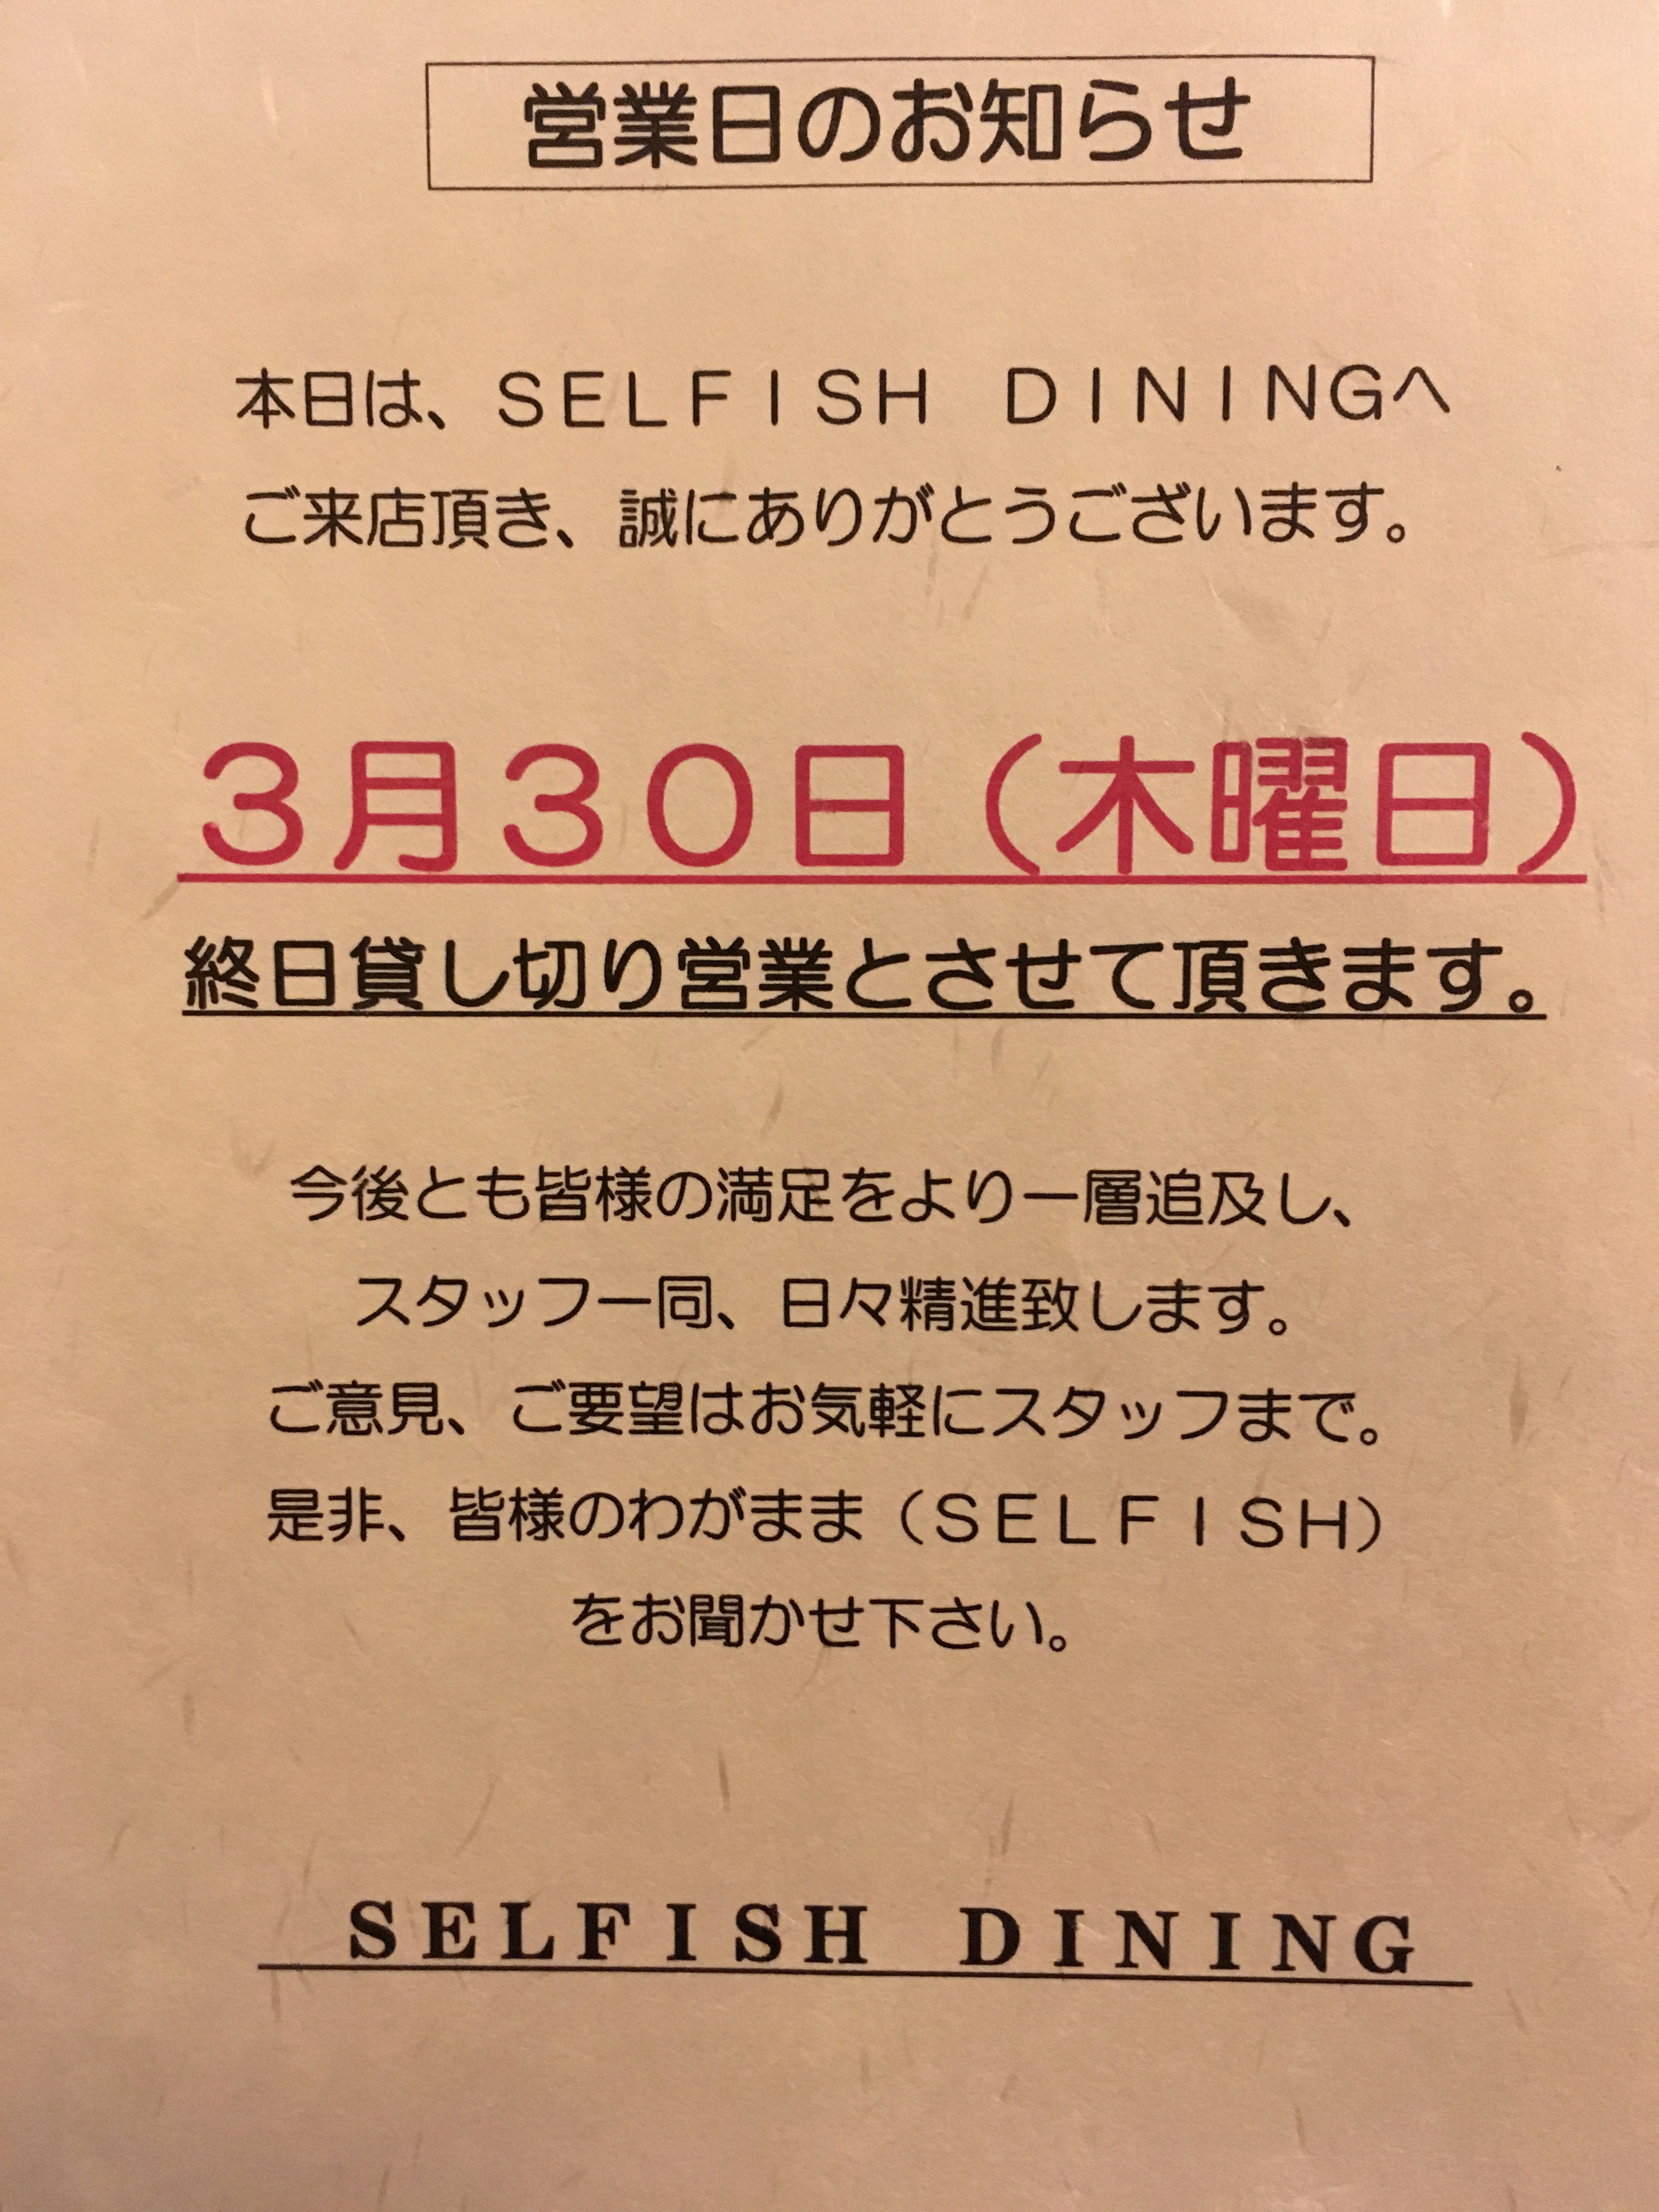 営業日のお知らせ
本日は、ＳＥＬＦＩＳＨ　ＤＩＮＩＮＧへ
ご来店頂き、誠にありがとうございます。
３月３０日（木曜日）
終日貸し切り営業とさせて頂きます。
今後とも皆様の満足をより一層追及し、
スタッフ一同、日々精進致します。
ご意見、ご要望はお気軽にスタッフまで。
是非、皆様のわがまま（ＳＥＬＦＩＳＨ）
をお聞かせ下さい。
ＳＥＬＦＩＳＨ　ＤＩＮＩＮＧ